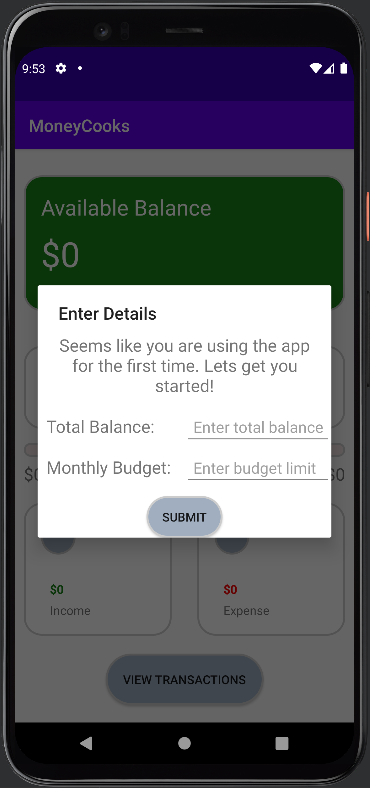 9:53
MoneyCooks
Available Balance
$0
Enter Details
Seems like you are using the app
for the first time. Lets get you
started!
Total Balance: Enter total balance
Monthly Budget: Enter budget limit
$0 $0
SUBMIT
$0 $0
Income Expense
VIEW TRANSACTIONS